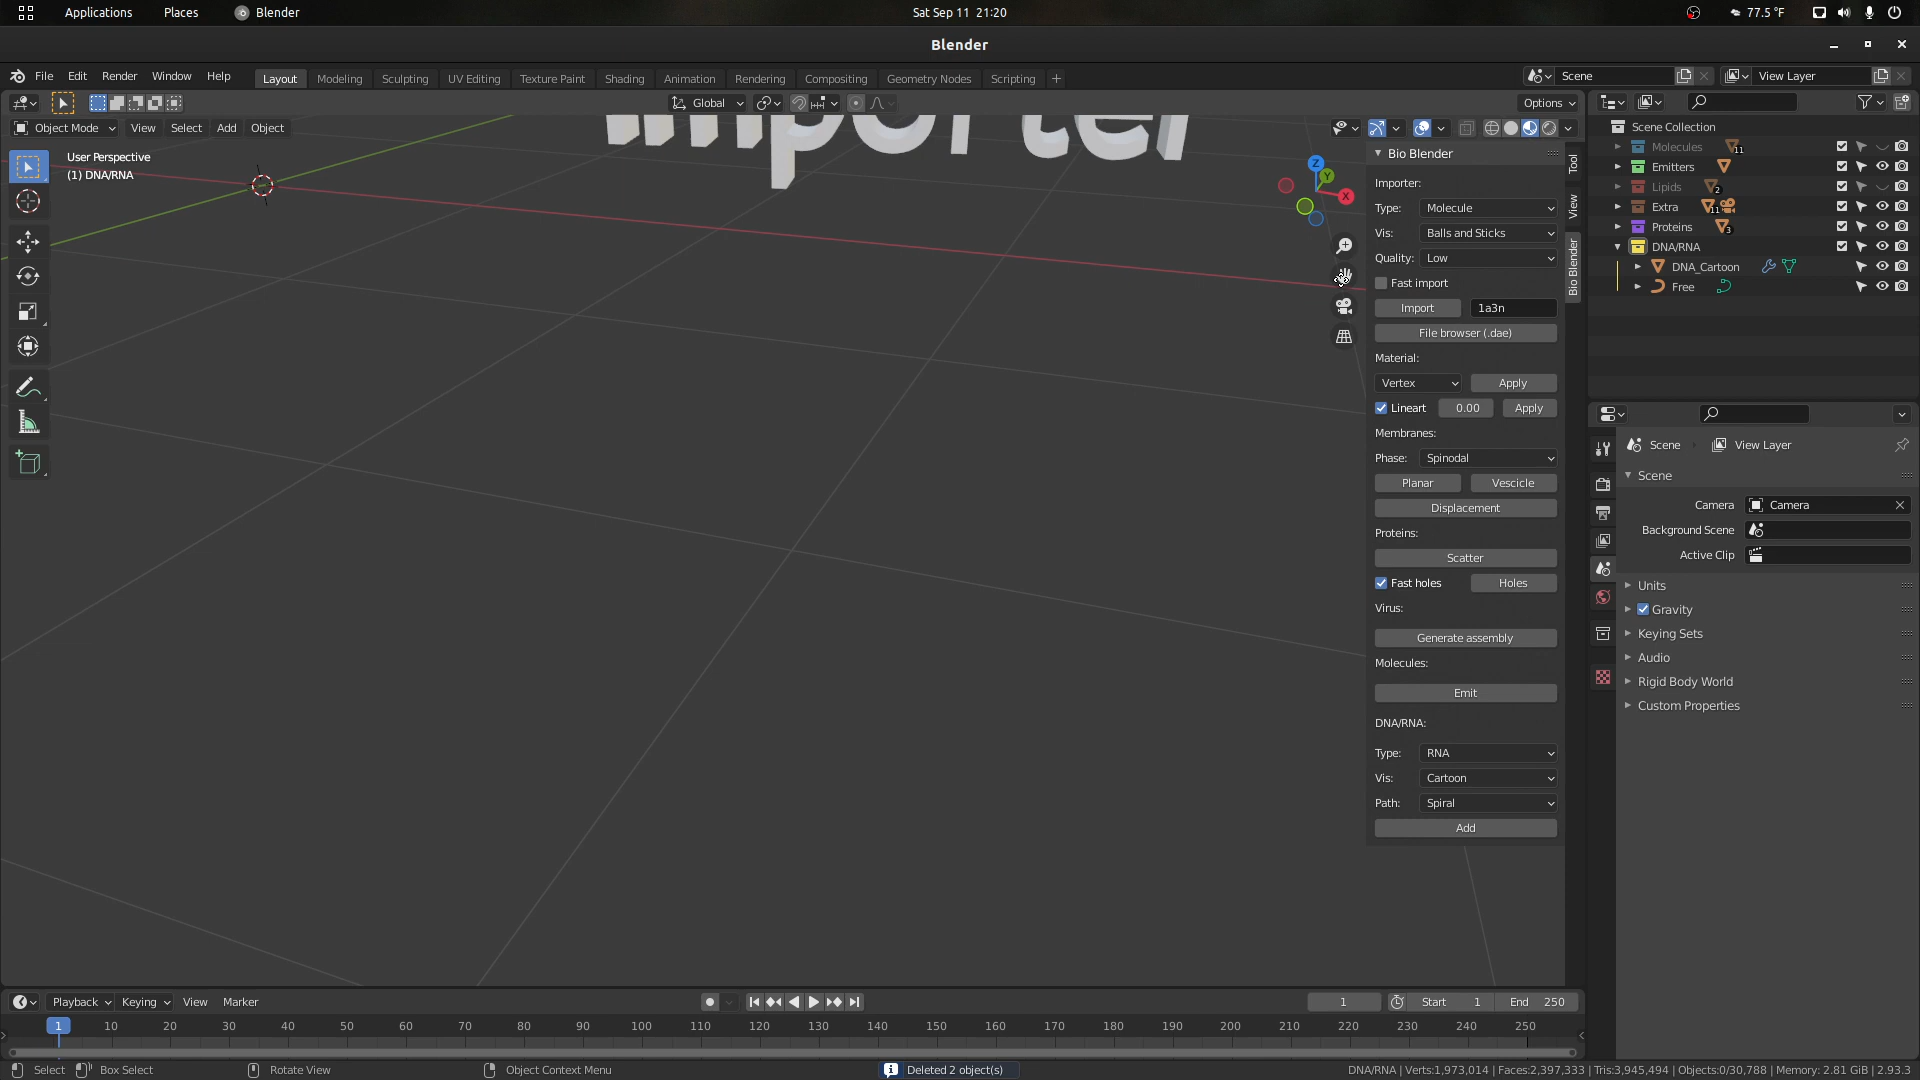 Applications Places Blender Sat Sep 11 21:20 77.5 °F
Blender
File Edit Render Window Help Layout Modeling Sculpting UV Editing Texture Paint Shading Animation Rendering Compositing Geometry Nodes Scripting + Scene View Layer
Global Options
Object Mode View Select Add Object
User Perspective
(1) DNA/RNA
Importer
Z
Y
X
Bio Blender
Importer:
Type: Molecule
Vis: Balls and Sticks
Quality: Low
Fast import
Import 1a3n
File browser (.dae)
Material:
Vertex Apply
Lineart 0.00 Apply
Membranes:
Phase: Spinodal
Planar Vescicle
Displacement
Proteins:
Scatter
Fast holes Holes
Virus:
Generate assembly
Molecules:
Emit
DNA/RNA:
Type: RNA
Vis: Cartoon
Path: Spiral
Add
Tool
View
Bio Blender
Scene Collection
Molecules 11
Emitters
Lipids 2
Extra 11
Proteins 3
DNA/RNA
DNA_Cartoon
Free
Scene View Layer
Scene
Camera Camera
Background Scene
Active Clip
Units
Gravity
Keying Sets
Audio
Rigid Body World
Custom Properties
Playback Keying View Marker 1 Start 1 End 250
1 10 20 30 40 50 60 70 80 90 100 110 120 130 140 150 160 170 180 190 200 210 220 230 240 250
Select Box Select Rotate View Object Context Menu Deleted 2 object(s) DNA/RNA | Verts:1,973,014 | Faces:2,397,333 | Tris:3,945,494 | Objects:0/30,788 | Memory: 2.81 GiB | 2.93.3